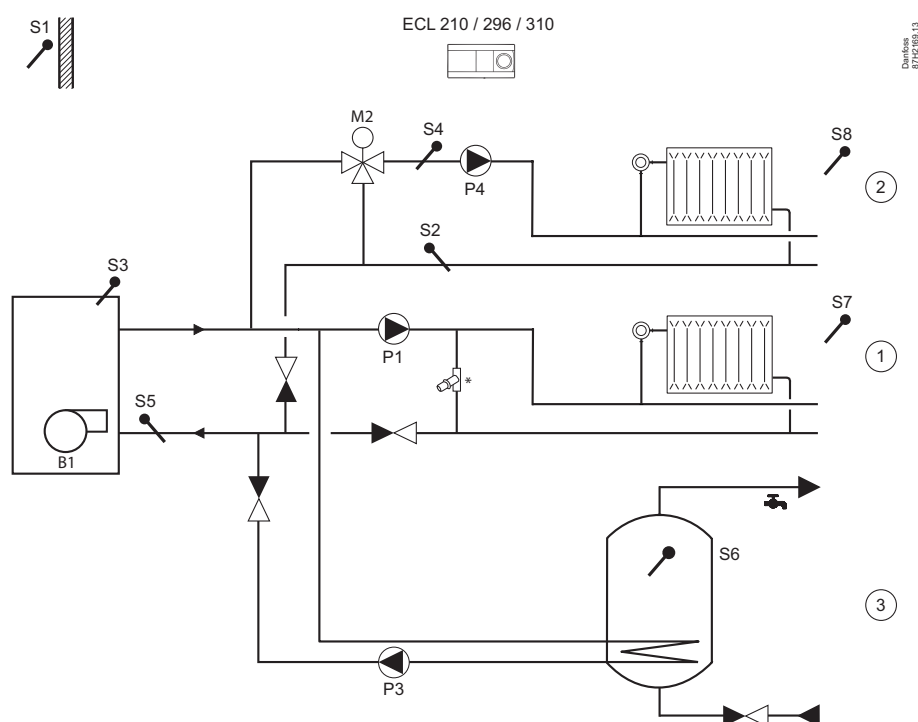 S1
ECL 210 / 296 / 310
Danfoss
87H2169.13
M2
S4
P4
S8
2
S2
S3
S7
P1
1
*
S5
B1
S6
3
P3